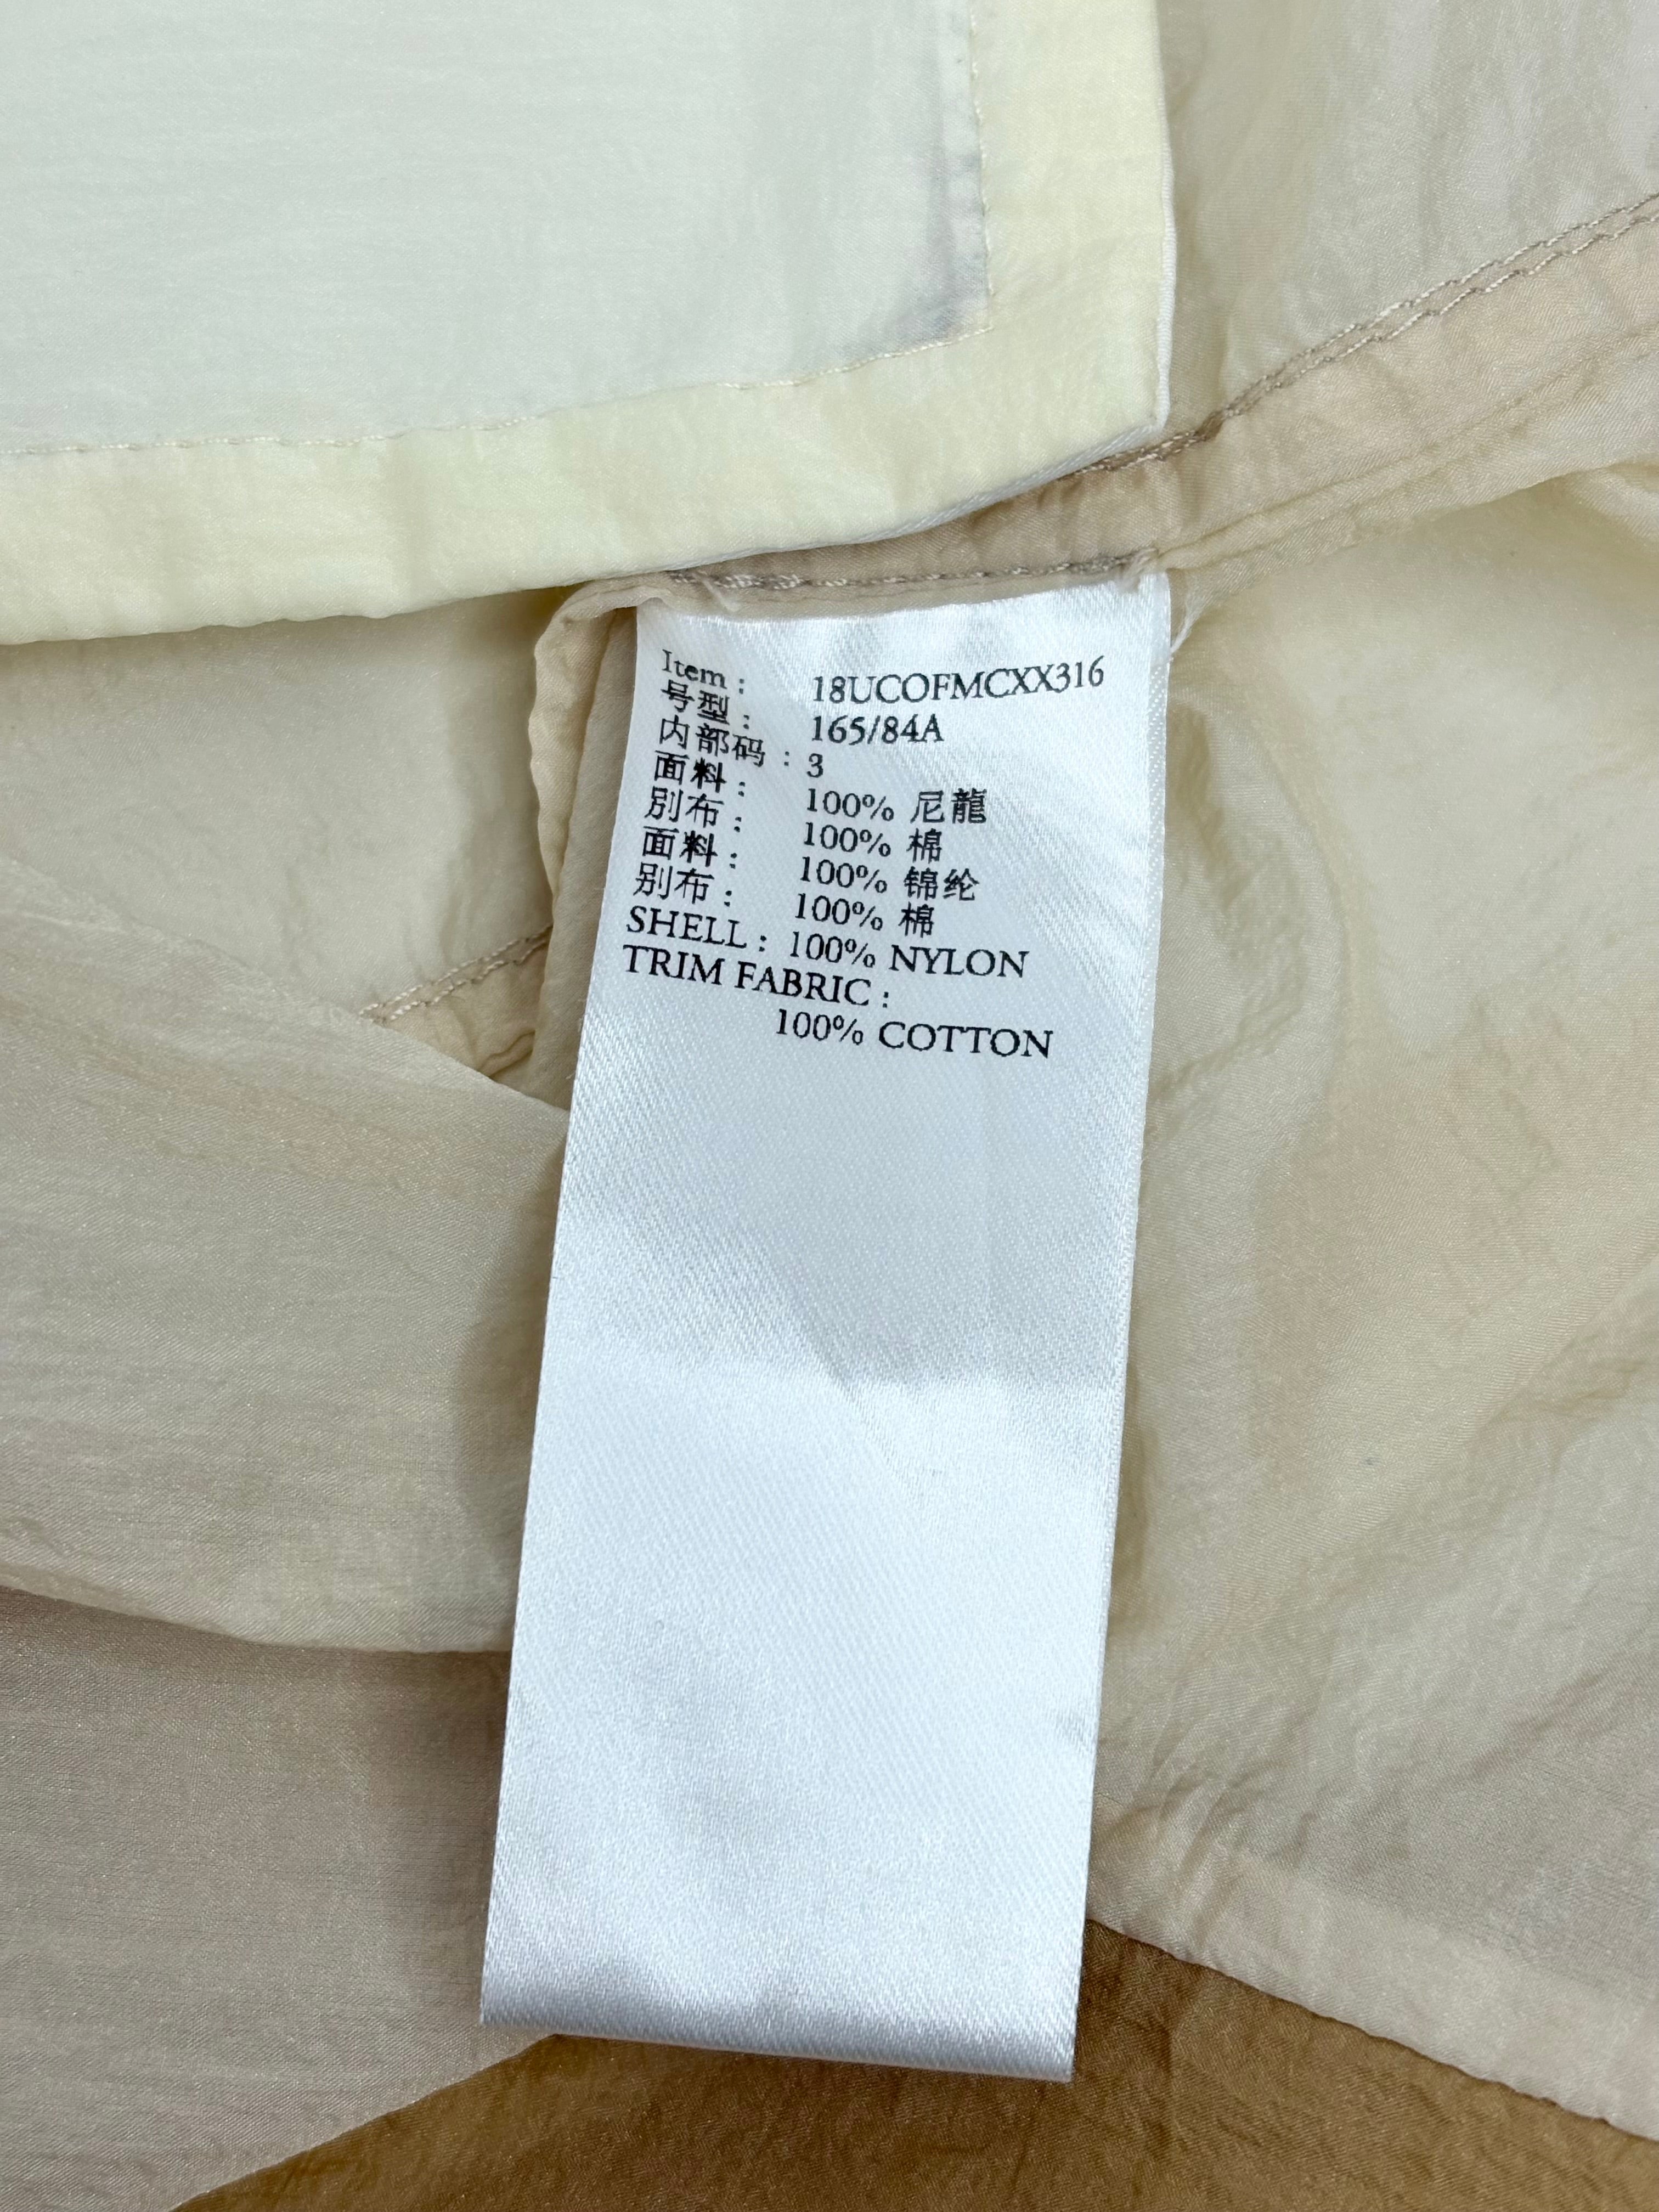 Item : 18UCOFMCXX316
号型 : 165/84A
内部码 : 3
面料 : 100% 尼龍
別布 : 100% 棉
面料 : 100% 锦纶
别布 : 100% 棉
SHELL : 100% NYLON
TRIM FABRIC :
100% COTTON